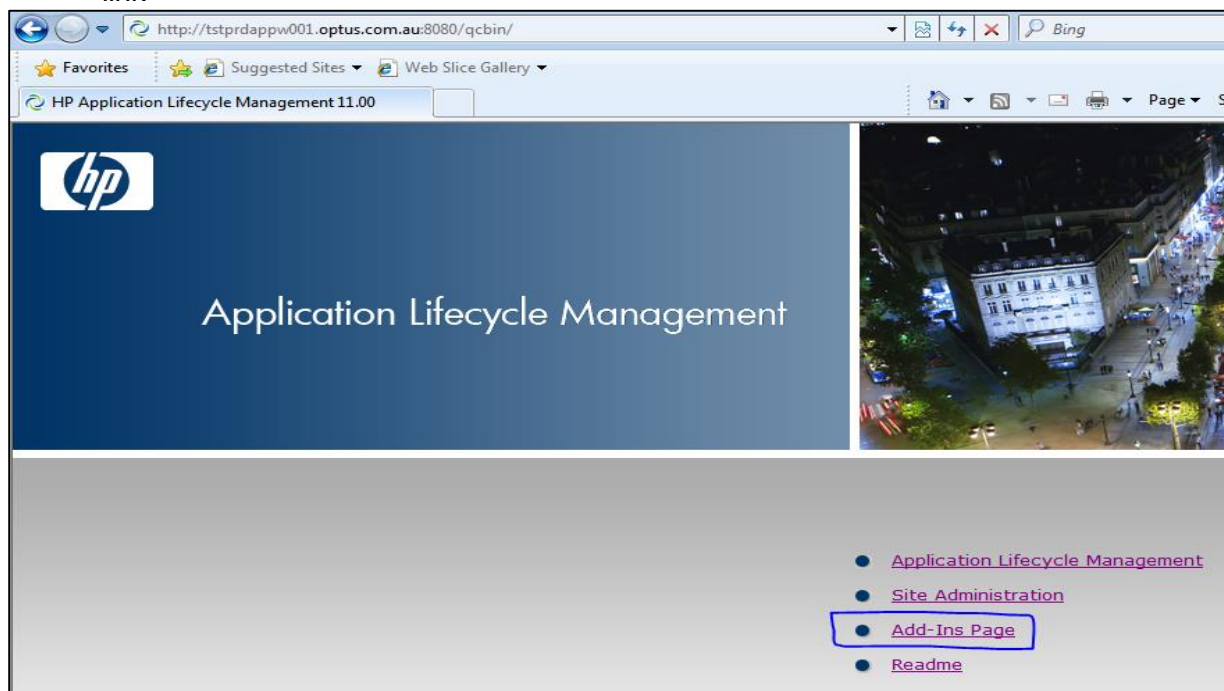 http://tstprdappw001.optus.com.au:8080/qcbin/
Bing
Favorites Suggested Sites Web Slice Gallery
HP Application Lifecycle Management 11.00
Page
hp
Application Lifecycle Management
Application Lifecycle Management
Site Administration
Add-Ins Page
Readme